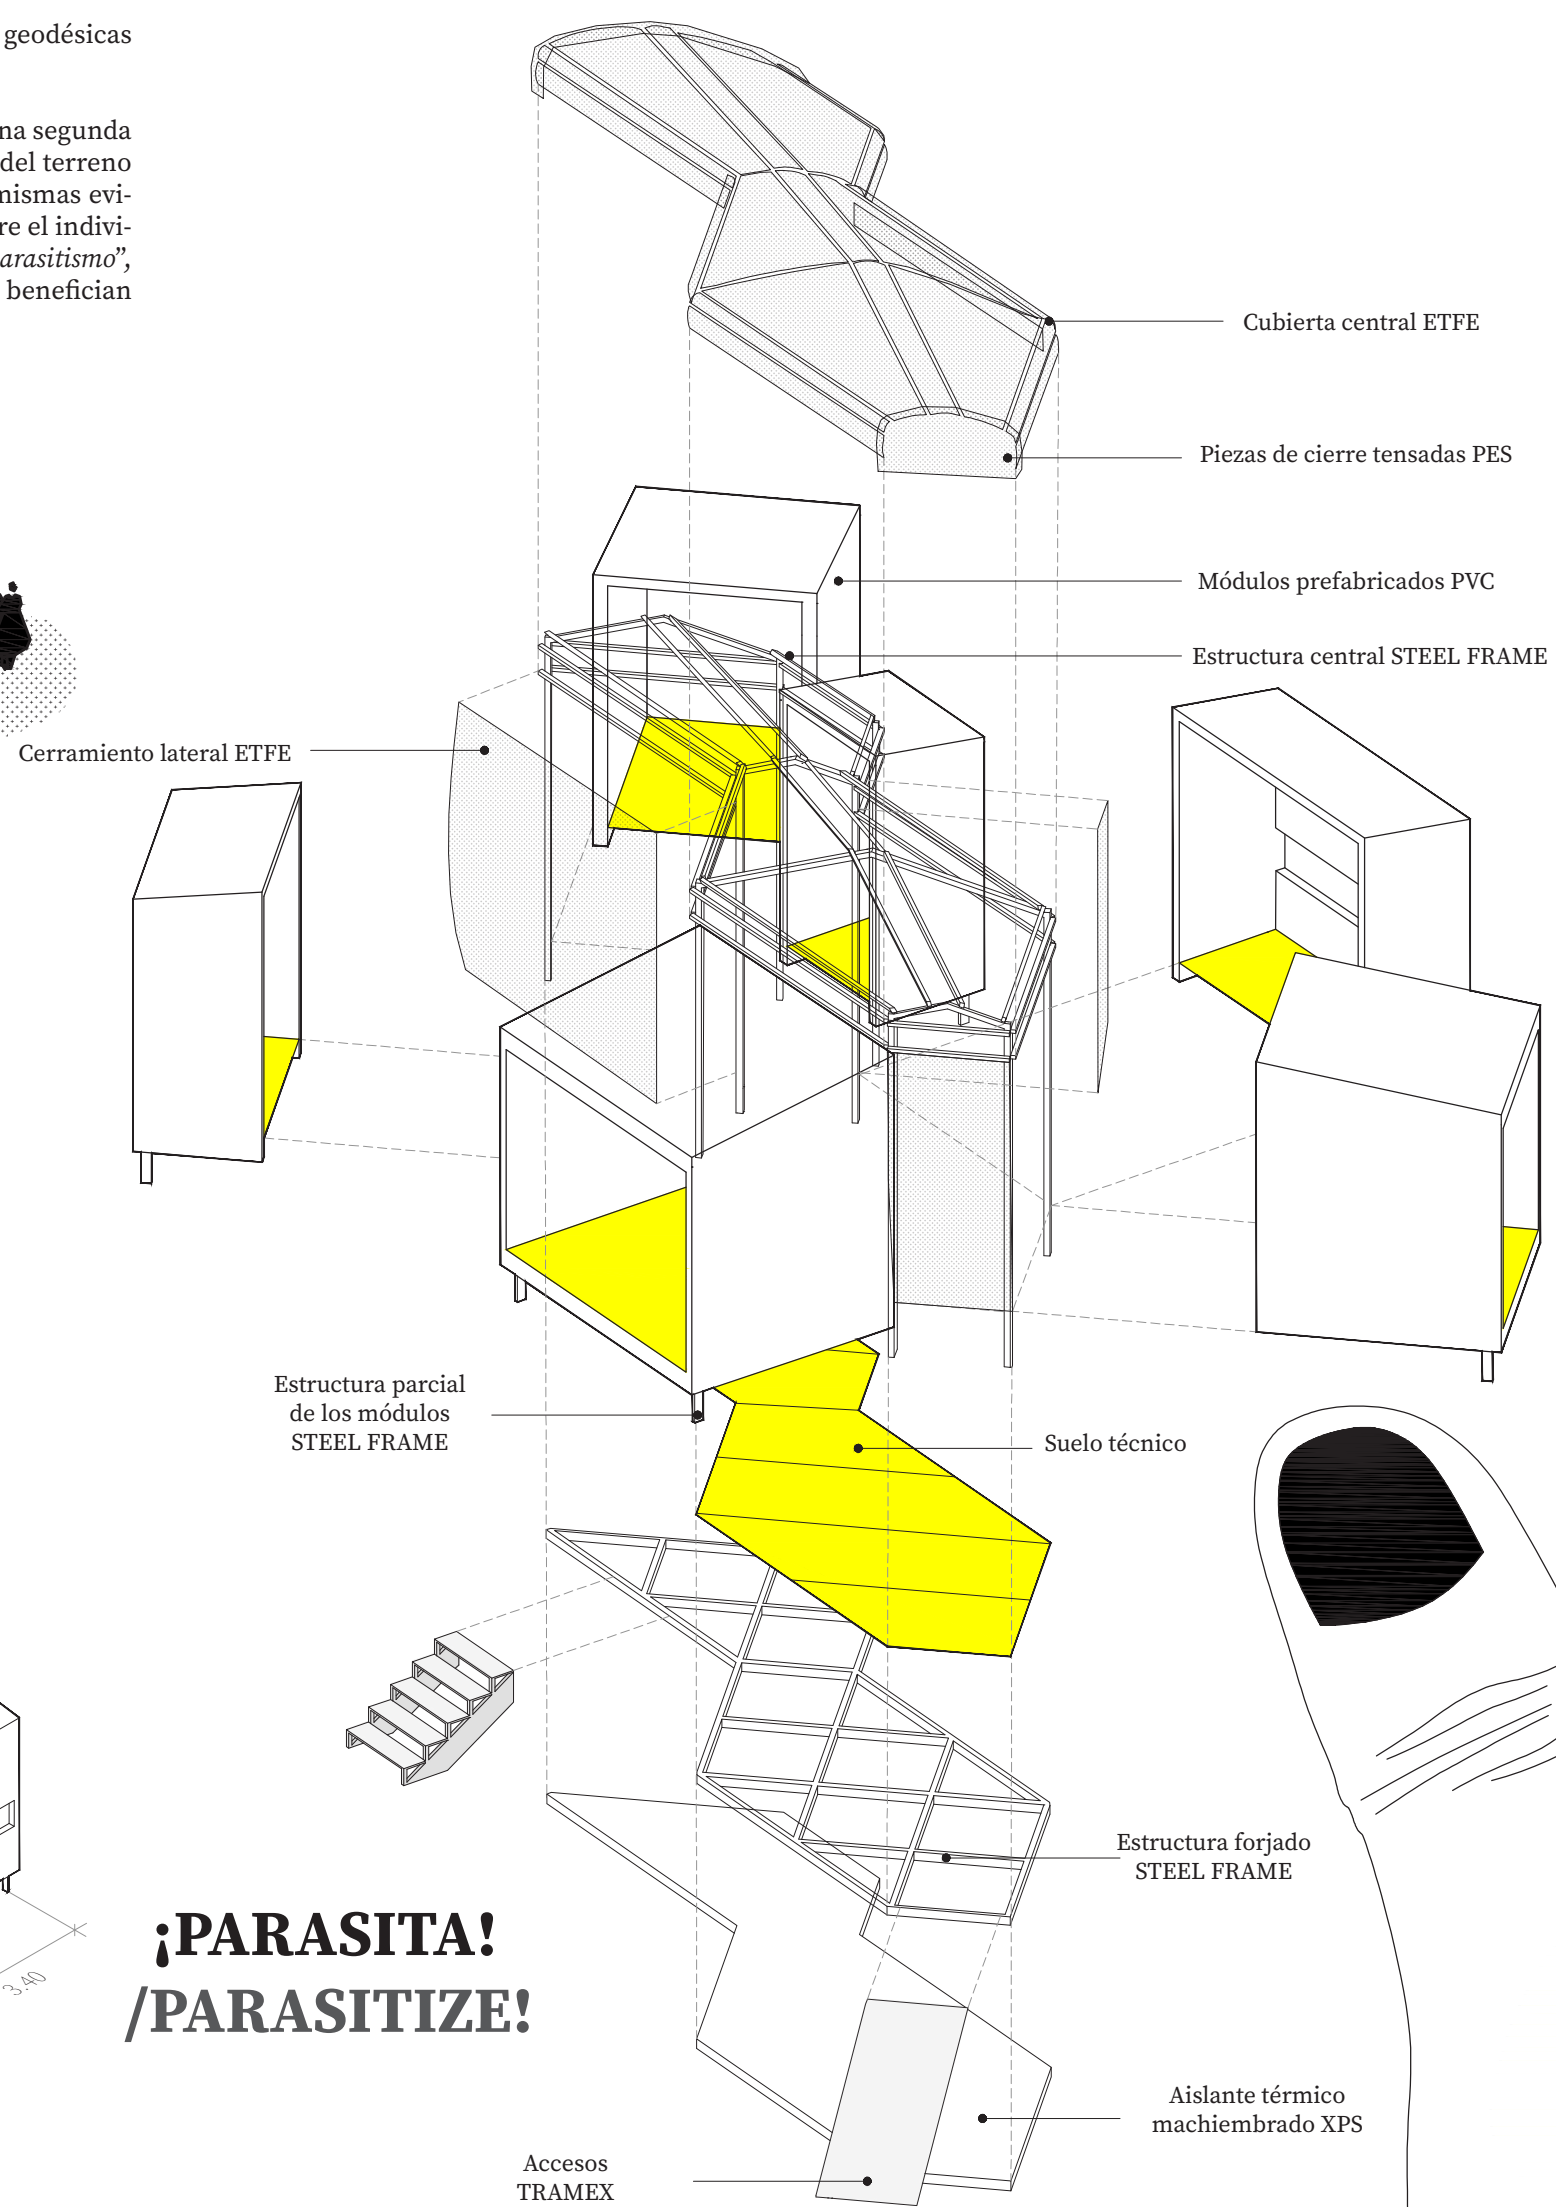 geodésicas
na segunda
del terreno
mismas evi-
re el indivi-
arasitismo”,
benefician
Cubierta central ETFE
Piezas de cierre tensadas PES
Módulos prefabricados PVC
Estructura central STEEL FRAME
Cerramiento lateral ETFE
Estructura parcial
de los módulos
STEEL FRAME
Suelo técnico
Estructura forjado
STEEL FRAME
¡PARASITA!
/PARASITIZE!
3.40
Aislante térmico
machiembrado XPS
Accesos
TRAMEX